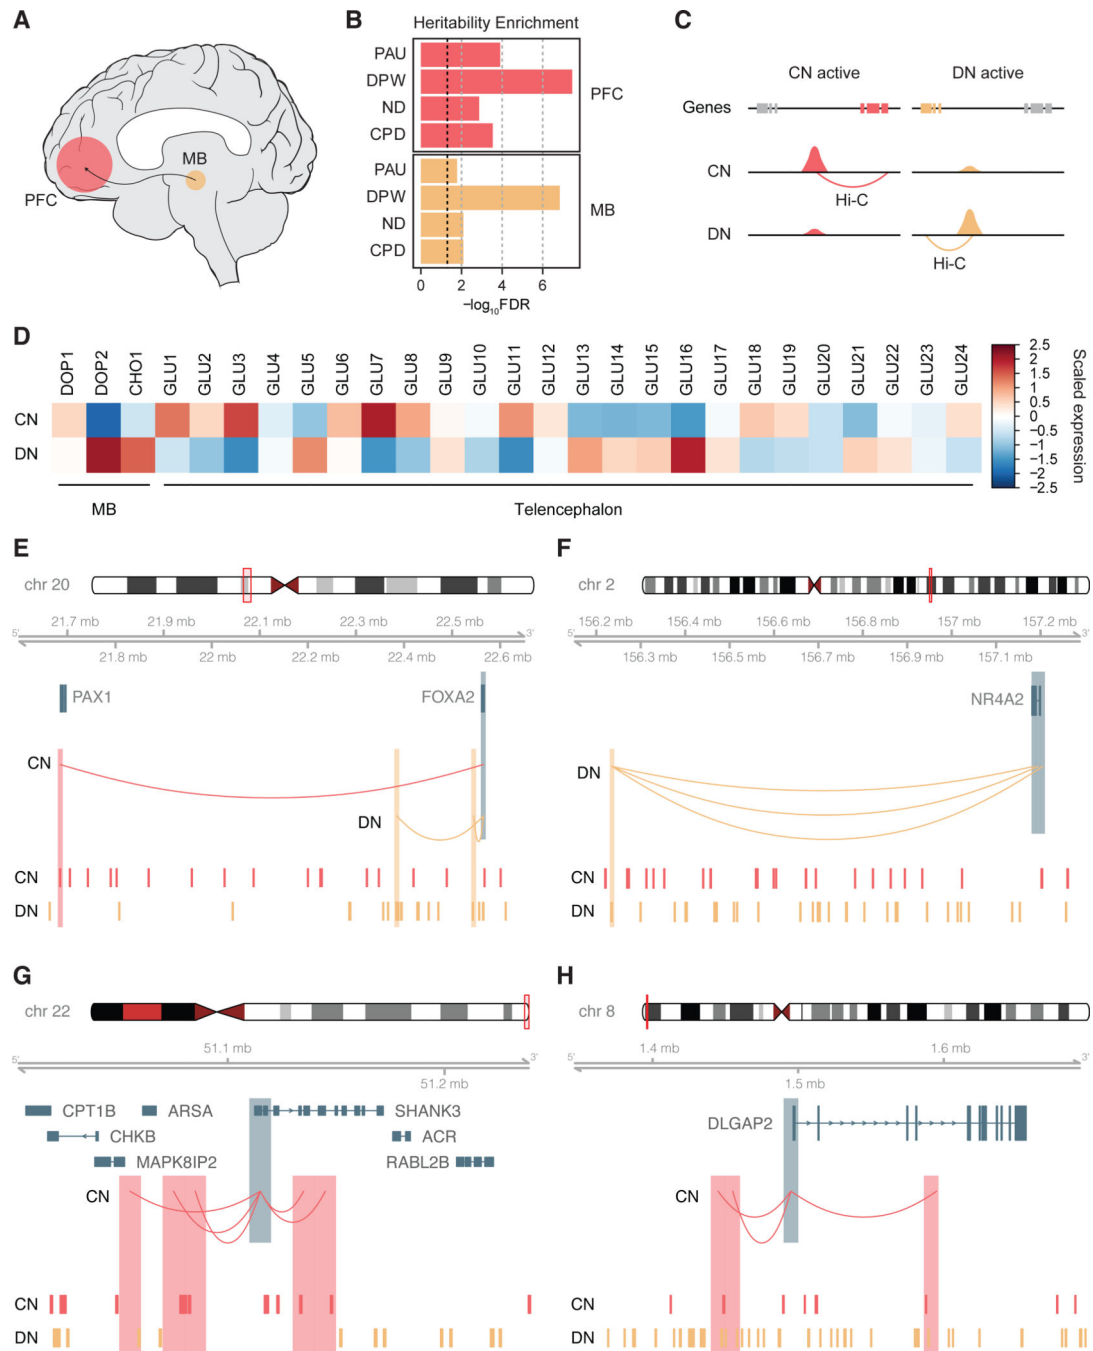 A
MB
PFC
B
Heritability Enrichment
PAU
DPW
ND
CPD
PFC
PAU
DPW
ND
CPD
MB
0 2 4 6
−log10FDR
C
CN active DN active
Genes
CN
Hi-C
DN
Hi-C
D
DOP1 DOP2 CHO1 GLU1 GLU2 GLU3 GLU4 GLU5 GLU6 GLU7 GLU8 GLU9 GLU10 GLU11 GLU12 GLU13 GLU14 GLU15 GLU16 GLU17 GLU18 GLU19 GLU20 GLU21 GLU22 GLU23 GLU24
CN
DN
MB Telencephalon
2.5
2
1.5
1
0.5
0
−0.5
−1
−1.5
−2
−2.5
Scaled expression
E
chr 20
21.7 mb 21.9 mb 22.1 mb 22.3 mb 22.5 mb
5' 3'
21.8 mb 22 mb 22.2 mb 22.4 mb 22.6 mb
PAX1 FOXA2
CN
DN
CN
DN
F
chr 2
156.2 mb 156.4 mb 156.6 mb 156.8 mb 157 mb 157.2 mb
5' 3'
156.3 mb 156.5 mb 156.7 mb 156.9 mb 157.1 mb
NR4A2
DN
CN
DN
G
chr 22
51.1 mb
5' 3'
51.2 mb
CPT1B ARSA SHANK3
CHKB ACR
MAPK8IP2 RABL2B
CN
CN
DN
H
chr 8
1.4 mb 1.6 mb
5' 3'
1.5 mb
DLGAP2
CN
CN
DN